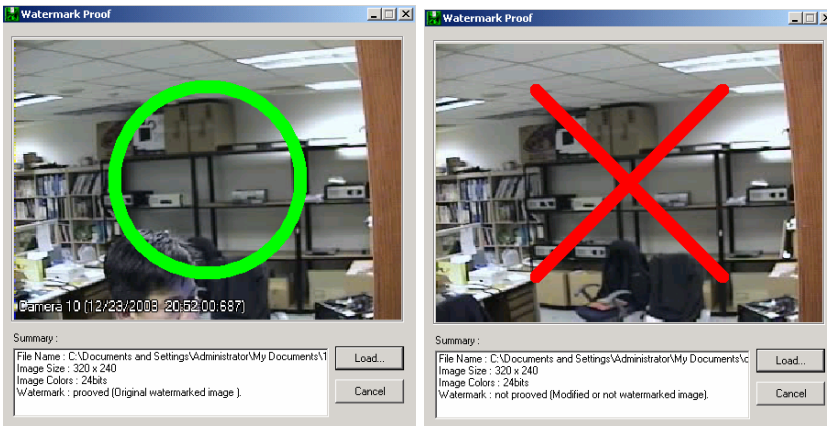 Watermark Proof
Camera 10 (12/23/2003 20:52:00:687)
Summary :
File Name : C:\Documents and Settings\Administrator\My Documents\1
Image Size : 320 x 240
Image Colors : 24bits
Watermark : prooved (Original watermarked image ).
Load...
Cancel
Watermark Proof
Summary :
File Name : C:\Documents and Settings\Administrator\My Documents\c
Image Size : 320 x 240
Image Colors : 24bits
Watermark : not prooved (Modified or not watermarked image).
Load...
Cancel